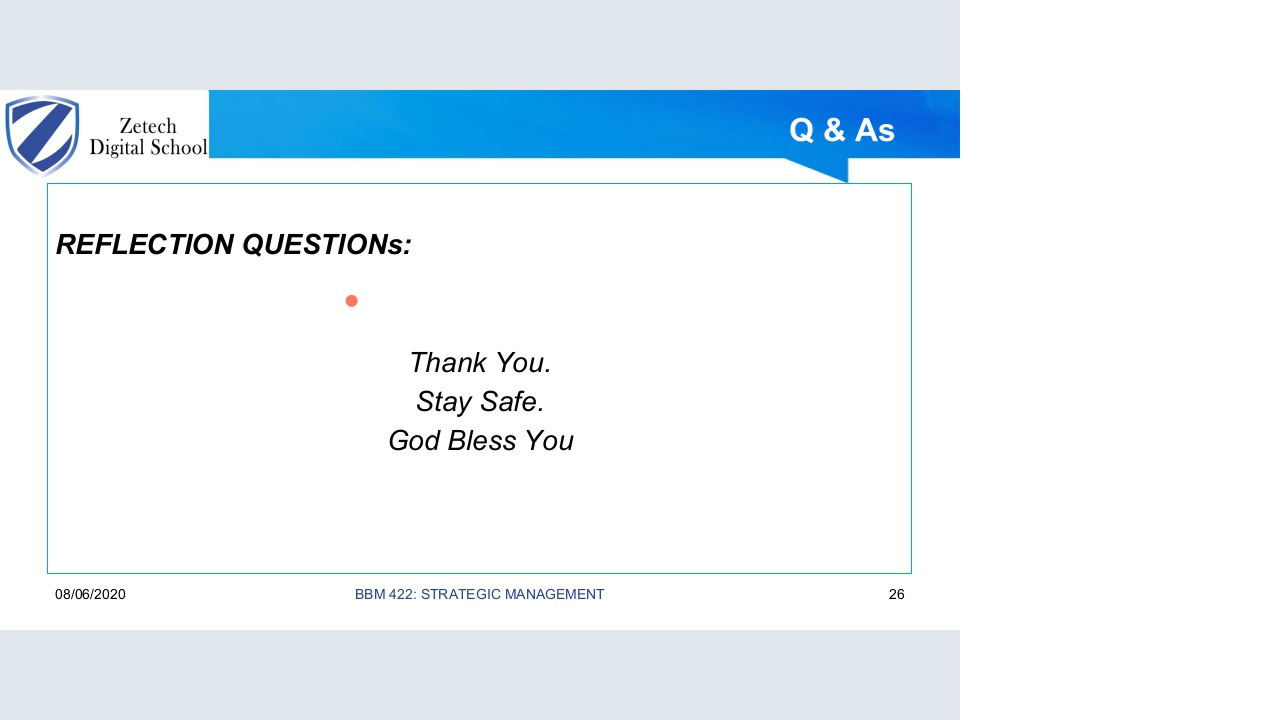 Zetech
Digital School
Q & As
REFLECTION QUESTIONs:
Thank You.
Stay Safe.
God Bless You
08/06/2020
BBM 422: STRATEGIC MANAGEMENT
26